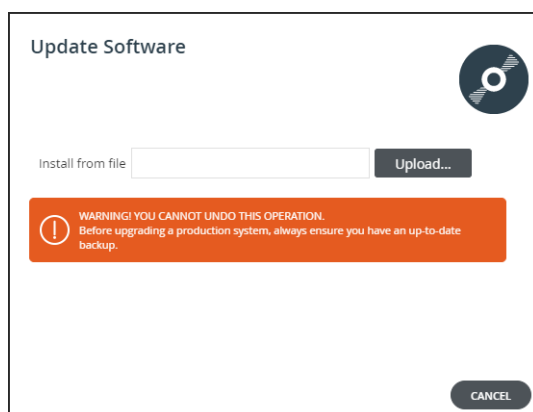 Update Software
Install from file
Upload...
WARNING! YOU CANNOT UNDO THIS OPERATION.
Before upgrading a production system, always ensure you have an up-to-date
backup.
CANCEL